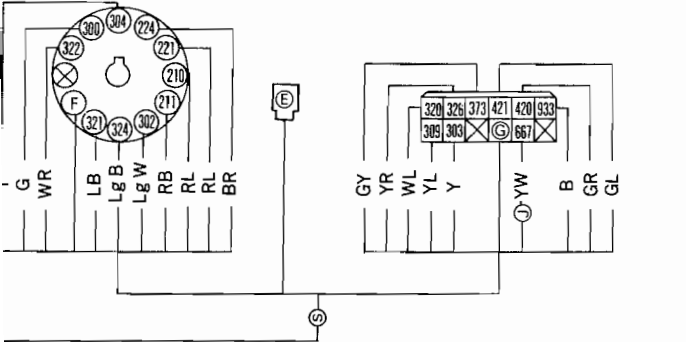 304
300 224
322 221
210
F 211
321 302
324
E
320 326 373 421 420 933
309 303 G 667
G
WR
LB
Lg B
Lg W
RB
RL
RL
BR
GY
YR
WL
YL
Y
YW
J
B
GR
GL
S